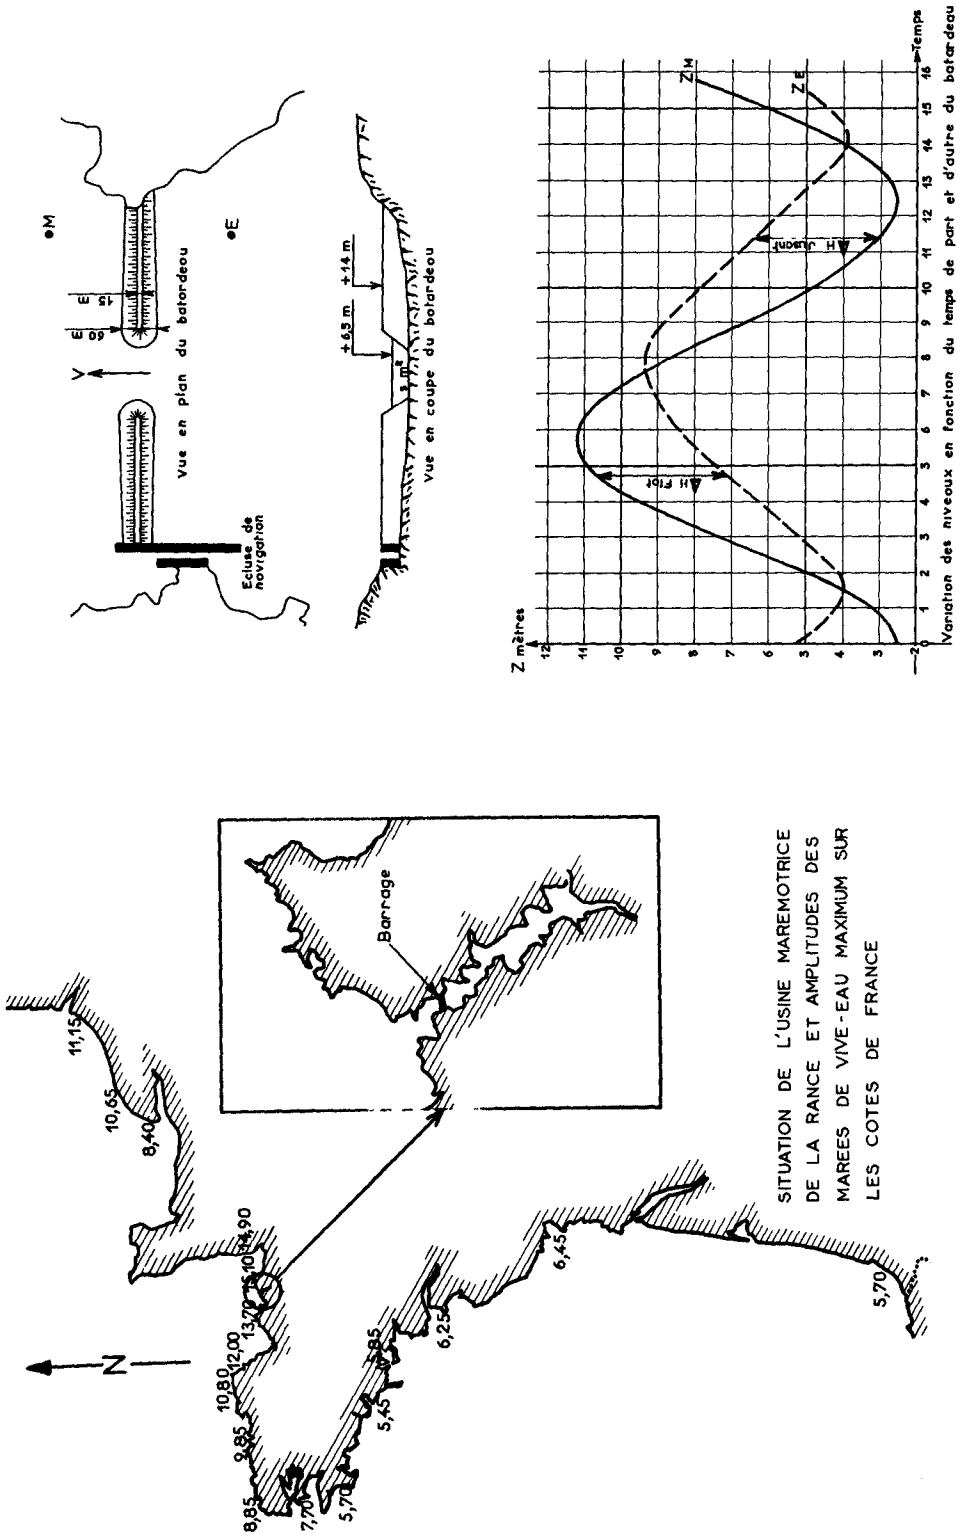 N
8,85
9,85
10,80
12,00
13,70
15,10
14,90
8,40
10,65
11,15
7,70
5,70
5,45
5,85
6,25
6,45
5,70
Barrage
SITUATION DE L'USINE MAREMOTRICE
DE LA RANCE ET AMPLITUDES DES
MAREES DE VIVE-EAU MAXIMUM SUR
LES COTES DE FRANCE
M
E
V
60 m
15 m
Ecluse de
navigation
Vue en plan du batardeau
+6,5 m
+14 m
s m²
Vue en coupe du batardeau
Z mètres
12
11
10
9
8
7
6
5
4
3
2
0 1 2 3 4 5 6 7 8 9 10 11 12 13 14 15 16
Temps
ΔH Flot
ΔH Jusant
ZM
ZE
Variation des niveaux en fonction du temps de part et d'autre du batardeau